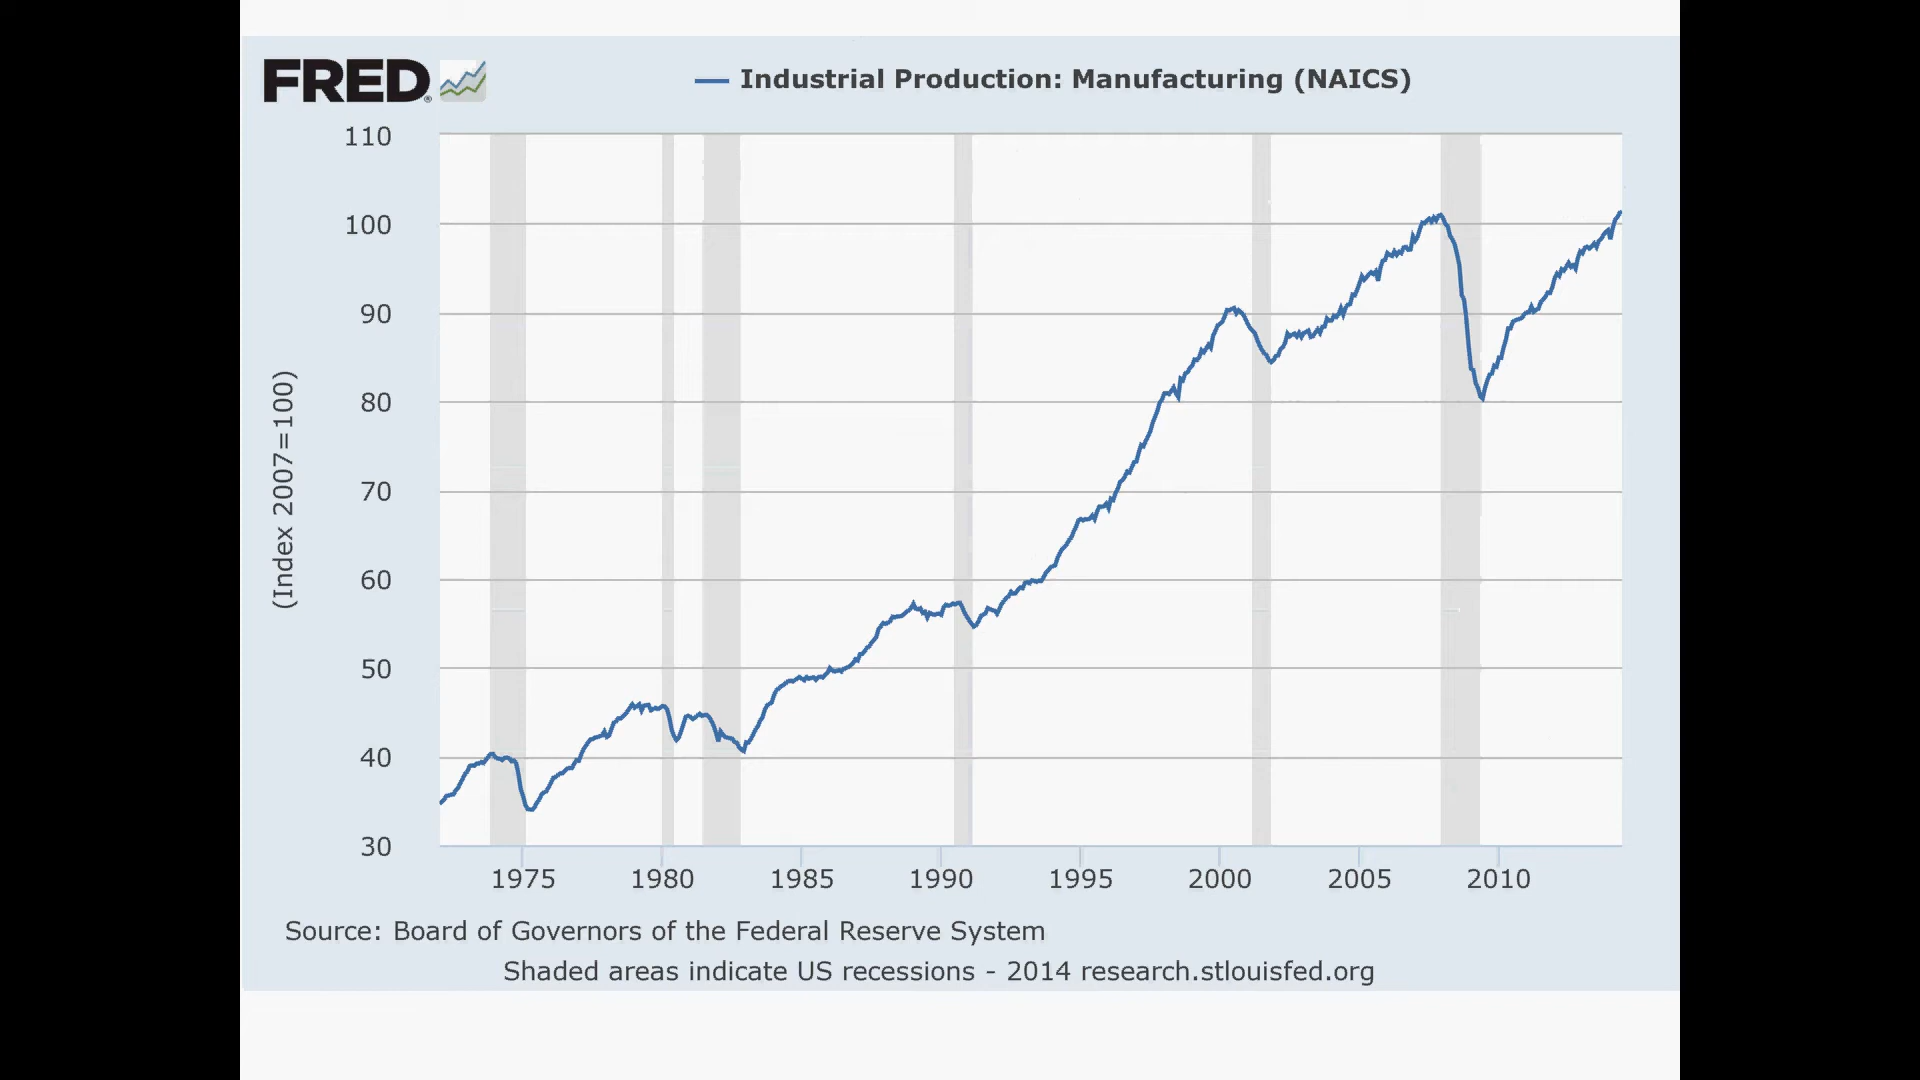 FRED®
Industrial Production: Manufacturing (NAICS)
110
100
90
80
70
60
50
40
30
(Index 2007=100)
1975 1980 1985 1990 1995 2000 2005 2010
Source: Board of Governors of the Federal Reserve System
Shaded areas indicate US recessions - 2014 research.stlouisfed.org